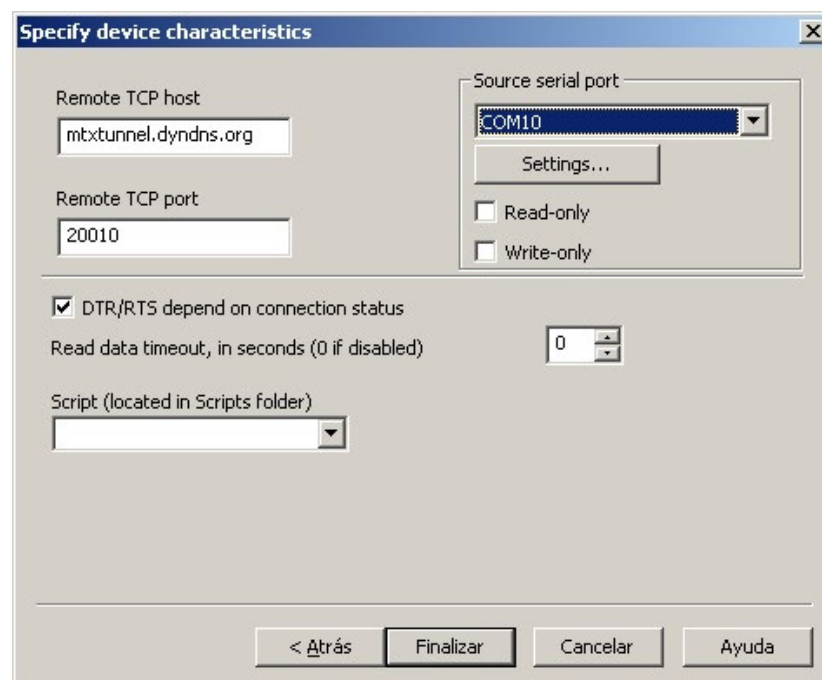 Specify device characteristics
Remote TCP host
mtxtunnel.dyndns.org
Remote TCP port
20010
Source serial port
COM10
Settings...
Read-only
Write-only
DTR/RTS depend on connection status
Read data timeout, in seconds (0 if disabled)
0
Script (located in Scripts folder)
< Atrás
Finalizar
Cancelar
Ayuda